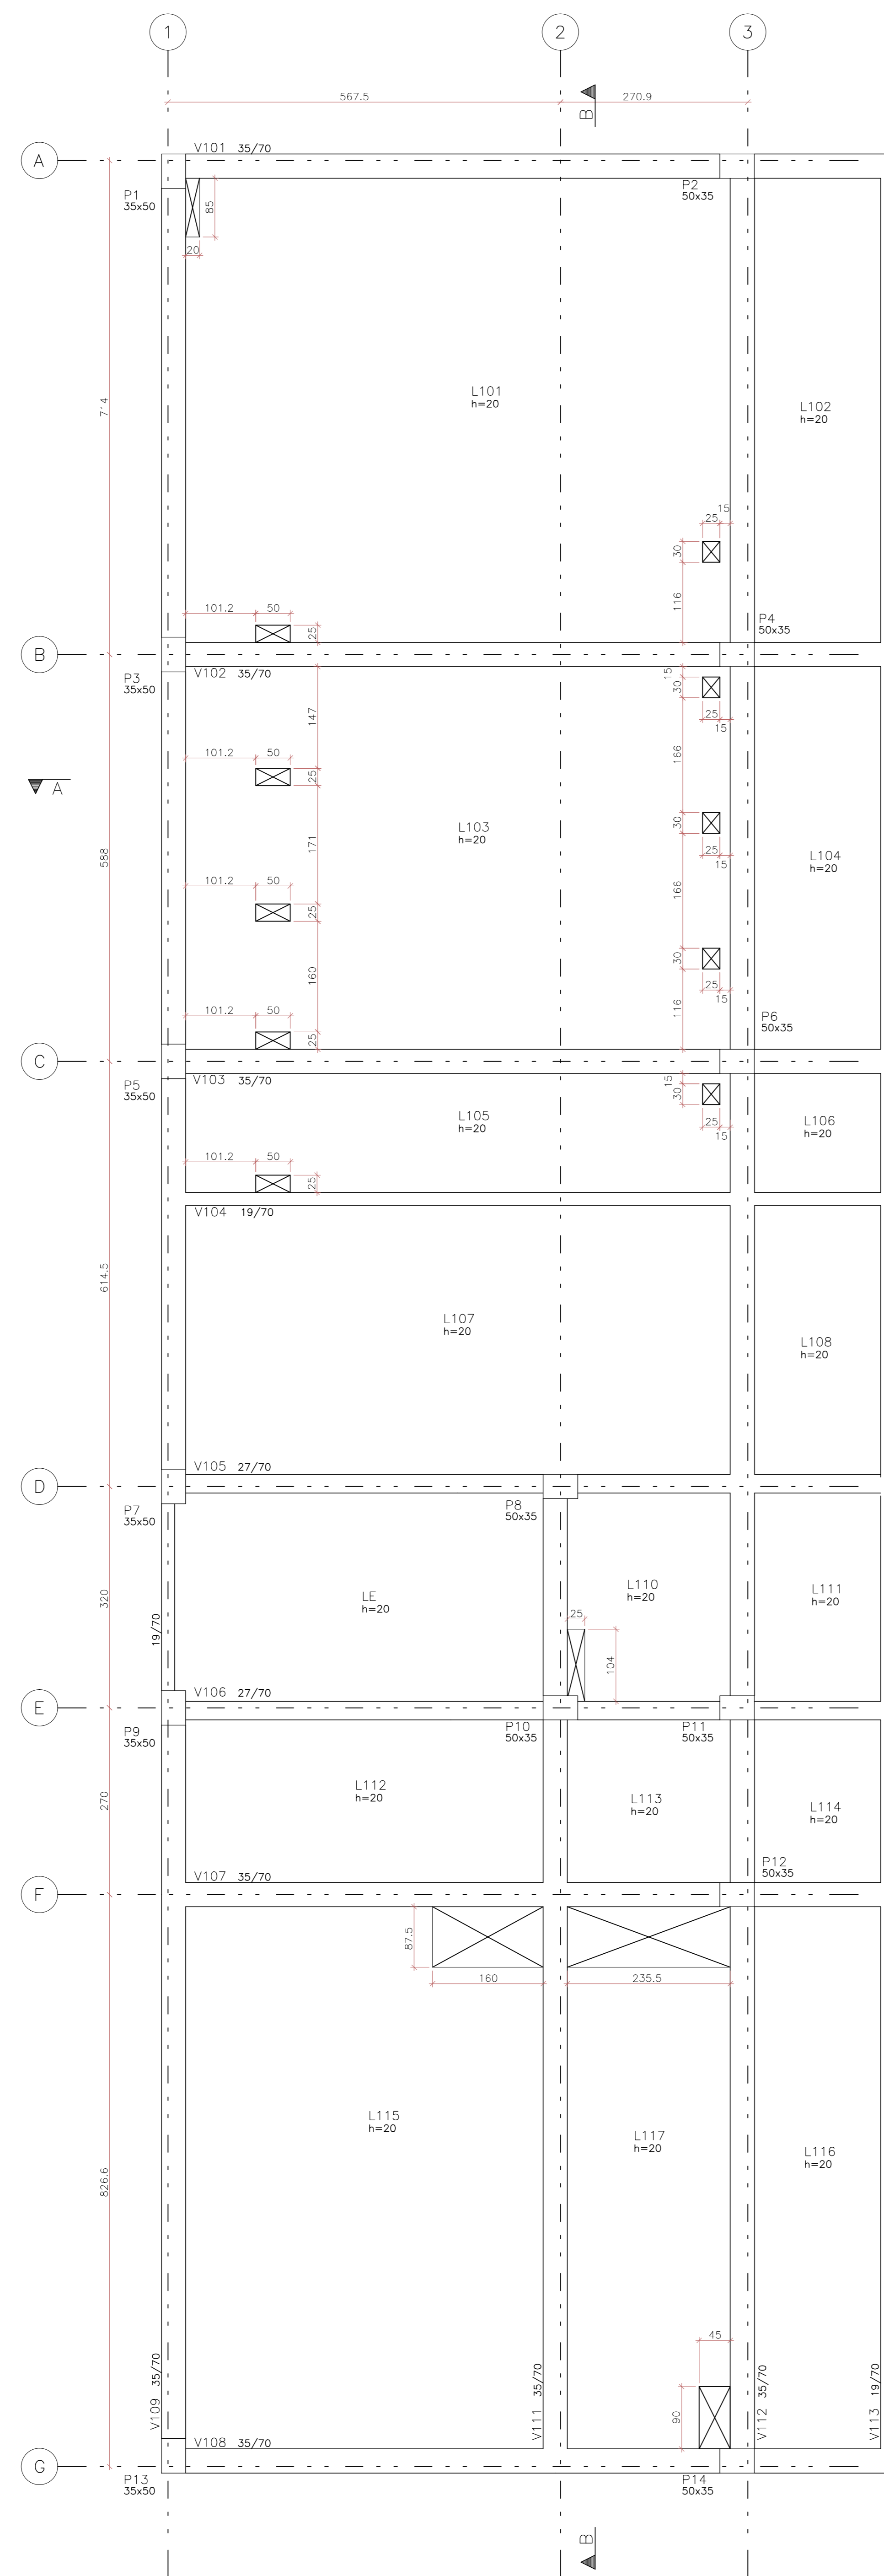 1
2
3
567.5
270.9
B
A
V101 35/70
P1
35x50
85
20
P2
50x35
714
L101
h=20
L102
h=20
15
25
30
116
101.2
50
25
P4
50x35
B
P3
35x50
V102 35/70
15
30
25
15
147
166
101.2
50
25
A
30
25
15
L103
h=20
171
588
L104
h=20
101.2
50
25
166
30
25
15
160
116
101.2
50
25
P6
50x35
C
P5
35x50
V103 35/70
15
30
25
15
L105
h=20
L106
h=20
101.2
50
25
V104 19/70
614.5
L107
h=20
L108
h=20
V105 27/70
D
P7
35x50
P8
50x35
LE
h=20
L110
h=20
L111
h=20
320
19/70
25
104
V106 27/70
E
P9
35x50
P10
50x35
P11
50x35
270
L112
h=20
L113
h=20
L114
h=20
P12
50x35
V107 35/70
F
87.5
160
235.5
L115
h=20
L117
h=20
L116
h=20
826.6
45
90
V109 35/70
V111 35/70
V112 35/70
V113 19/70
V108 35/70
G
P13
35x50
P14
50x35
B